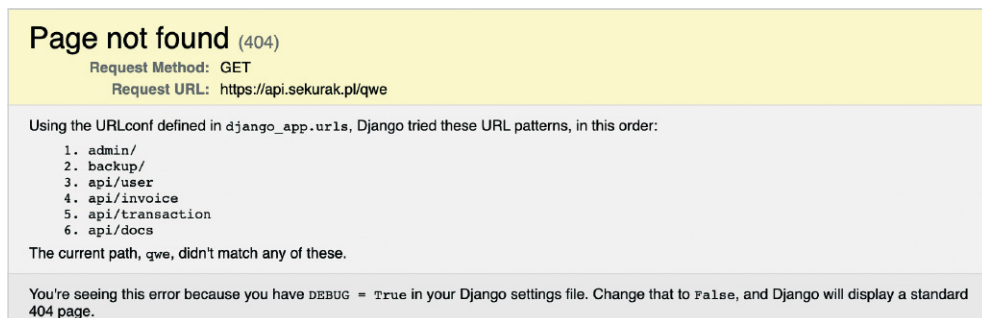 Page not found (404)
Request Method: GET
Request URL: https://api.sekurak.pl/qwe
Using the URLconf defined in django_app.urls, Django tried these URL patterns, in this order:
1. admin/
2. backup/
3. api/user
4. api/invoice
5. api/transaction
6. api/docs
The current path, qwe, didn't match any of these.
You're seeing this error because you have DEBUG = True in your Django settings file. Change that to False, and Django will display a standard
404 page.